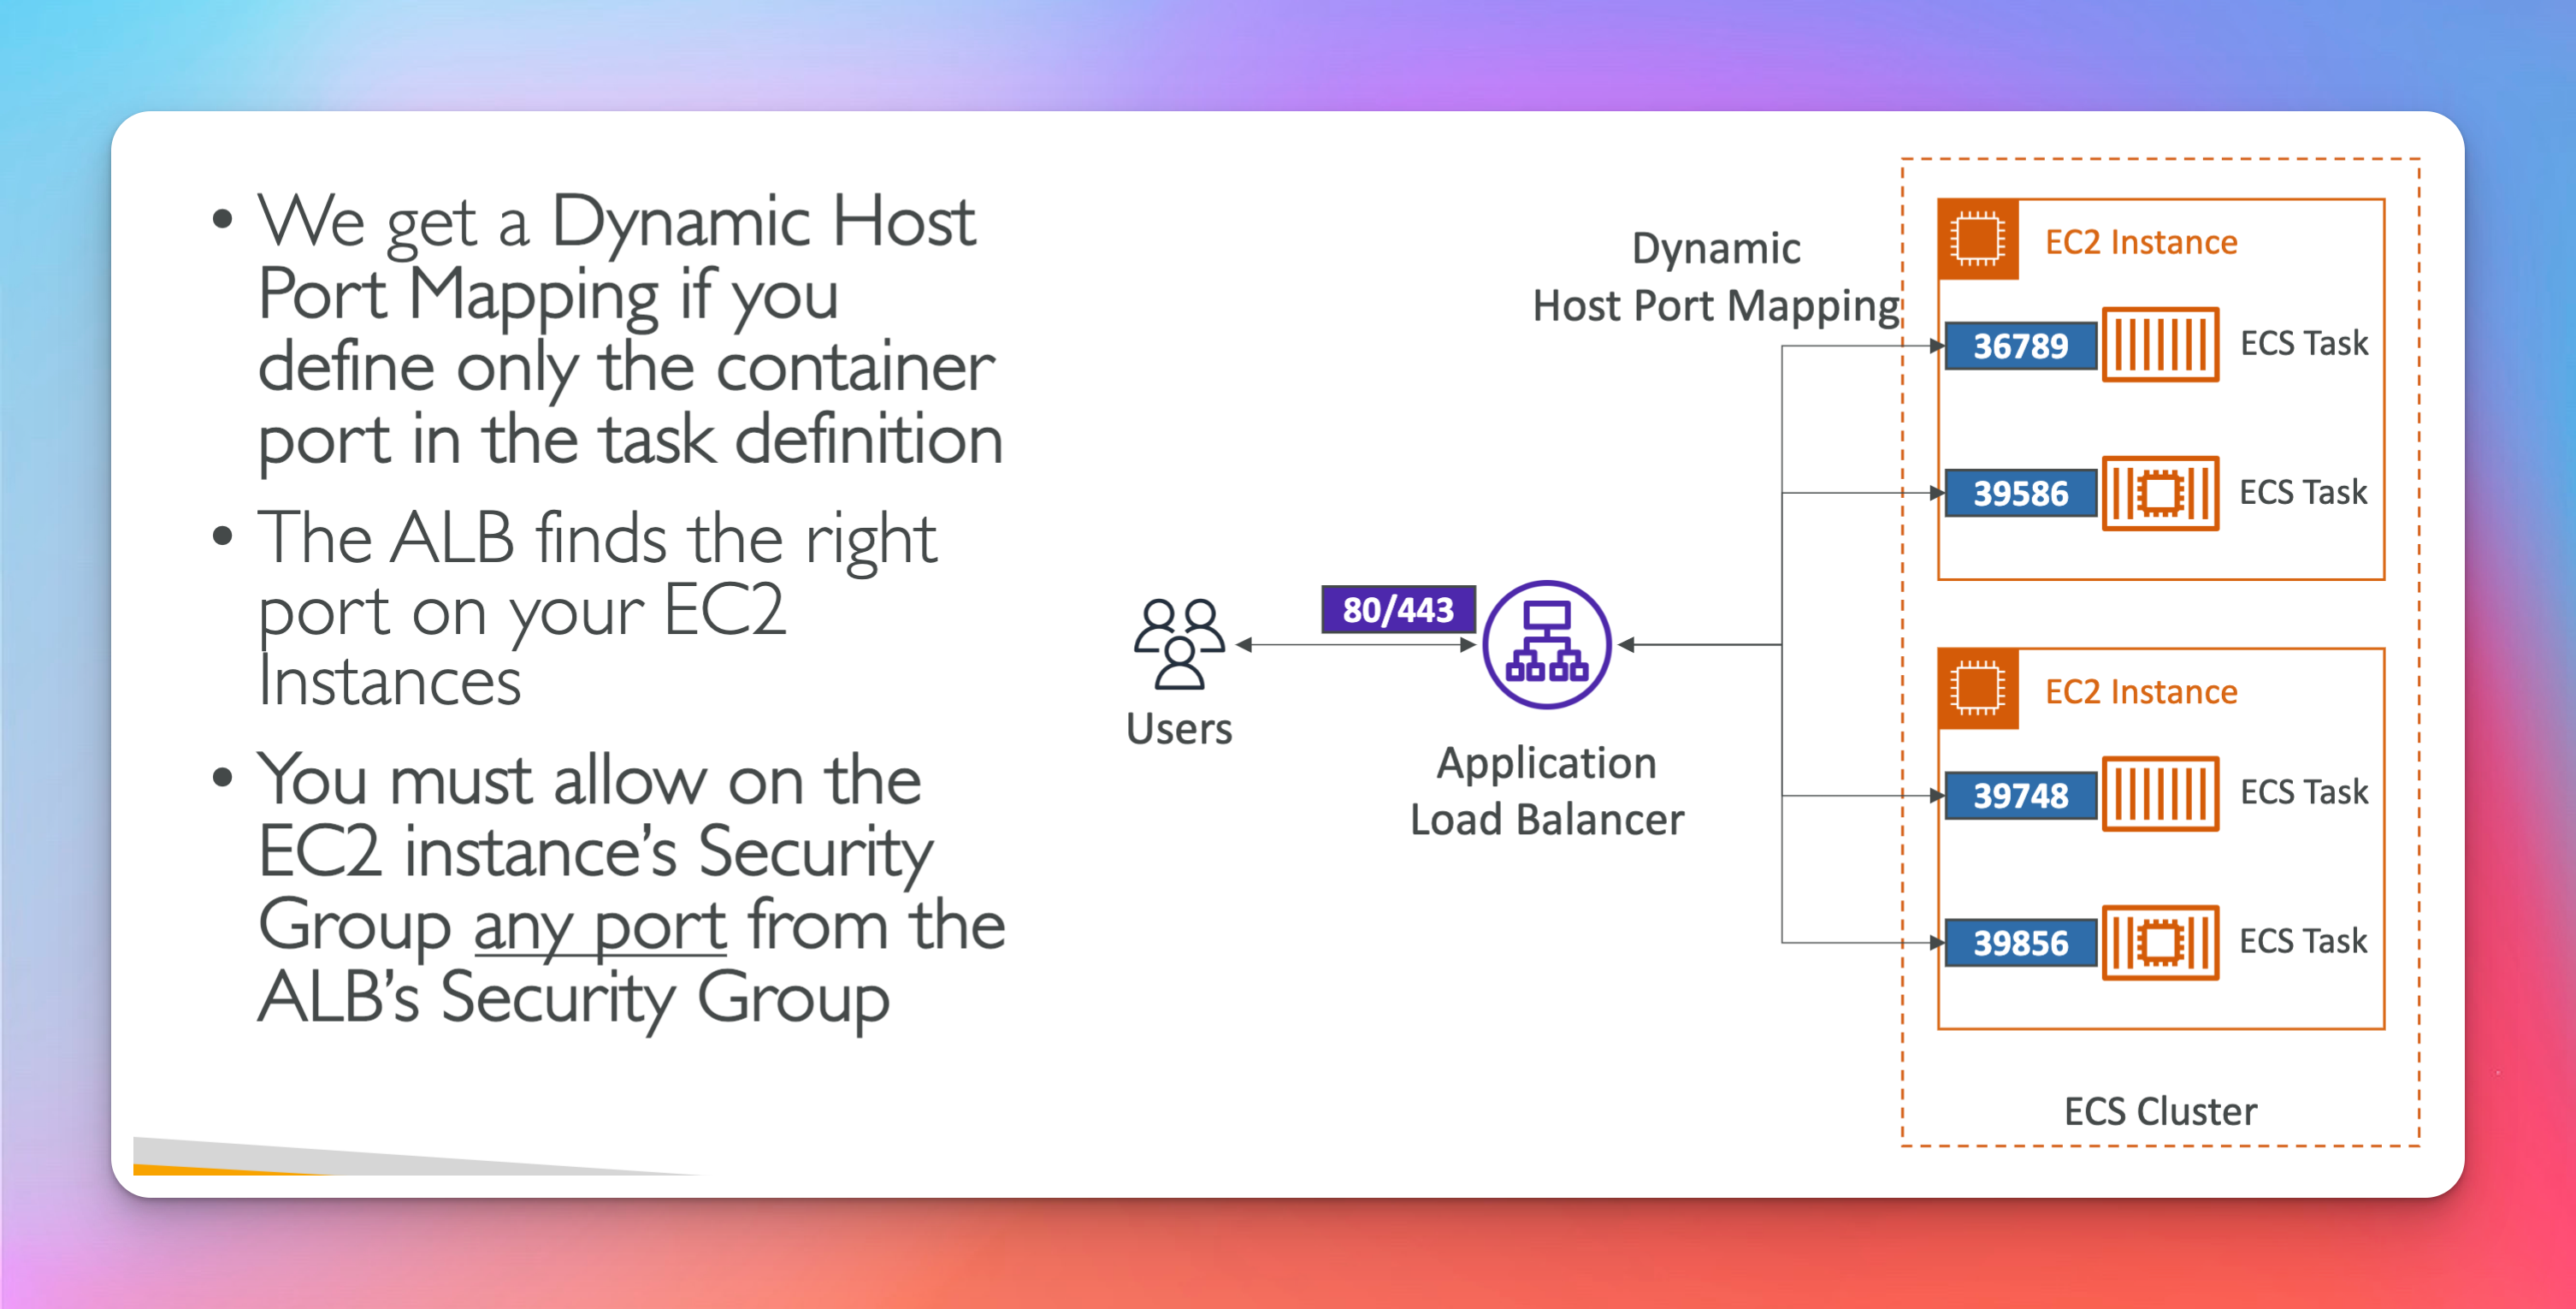 • We get a Dynamic Host
Port Mapping if you
define only the container
port in the task definition
• The ALB finds the right
port on your EC2
Instances
• You must allow on the
EC2 instance’s Security
Group any port from the
ALB’s Security Group
Dynamic
Host Port Mapping
Users
80/443
Application
Load Balancer
EC2 Instance
36789
ECS Task
39586
ECS Task
EC2 Instance
39748
ECS Task
39856
ECS Task
ECS Cluster